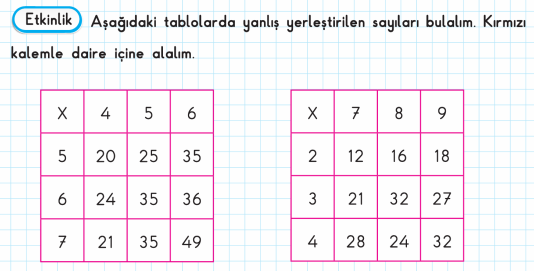 Etkinlik Aşağıdaki tablolarda yanlış yerleştirilen sayıları bulalım. Kırmızı
kalemle daire içine alalım.
X 4 5 6
5 20 25 35
6 24 35 36
7 21 35 49
X 7 8 9
2 12 16 18
3 21 32 27
4 28 24 32